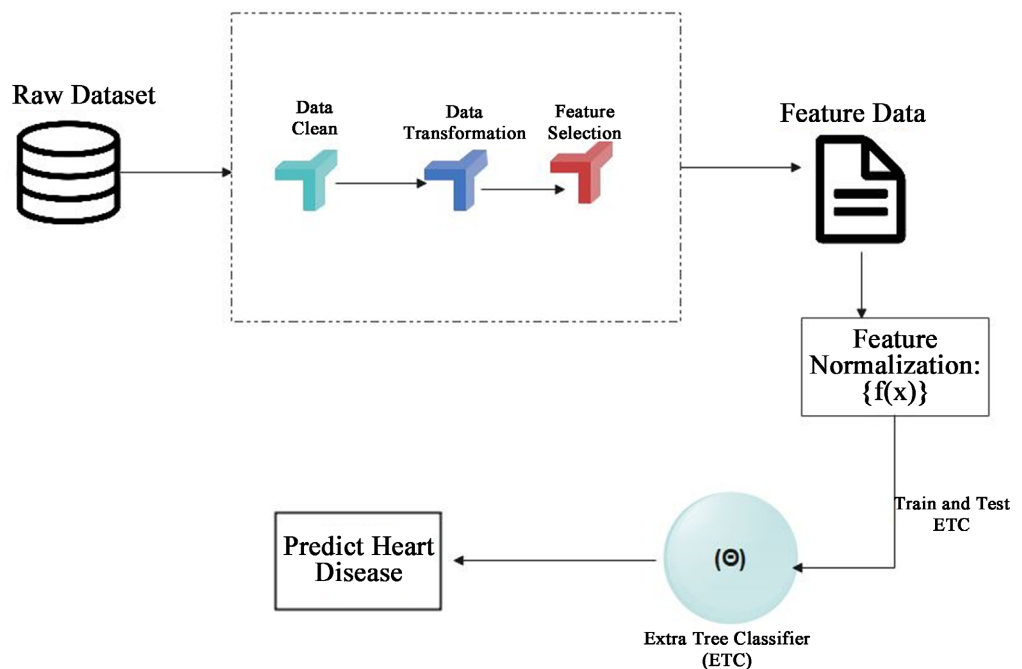 Raw Dataset
Data
Clean
Data
Transformation
Feature
Selection
Feature Data
Feature
Normalization:
{f(x)}
Train and Test
ETC
(Θ)
Extra Tree Classifier
(ETC)
Predict Heart
Disease